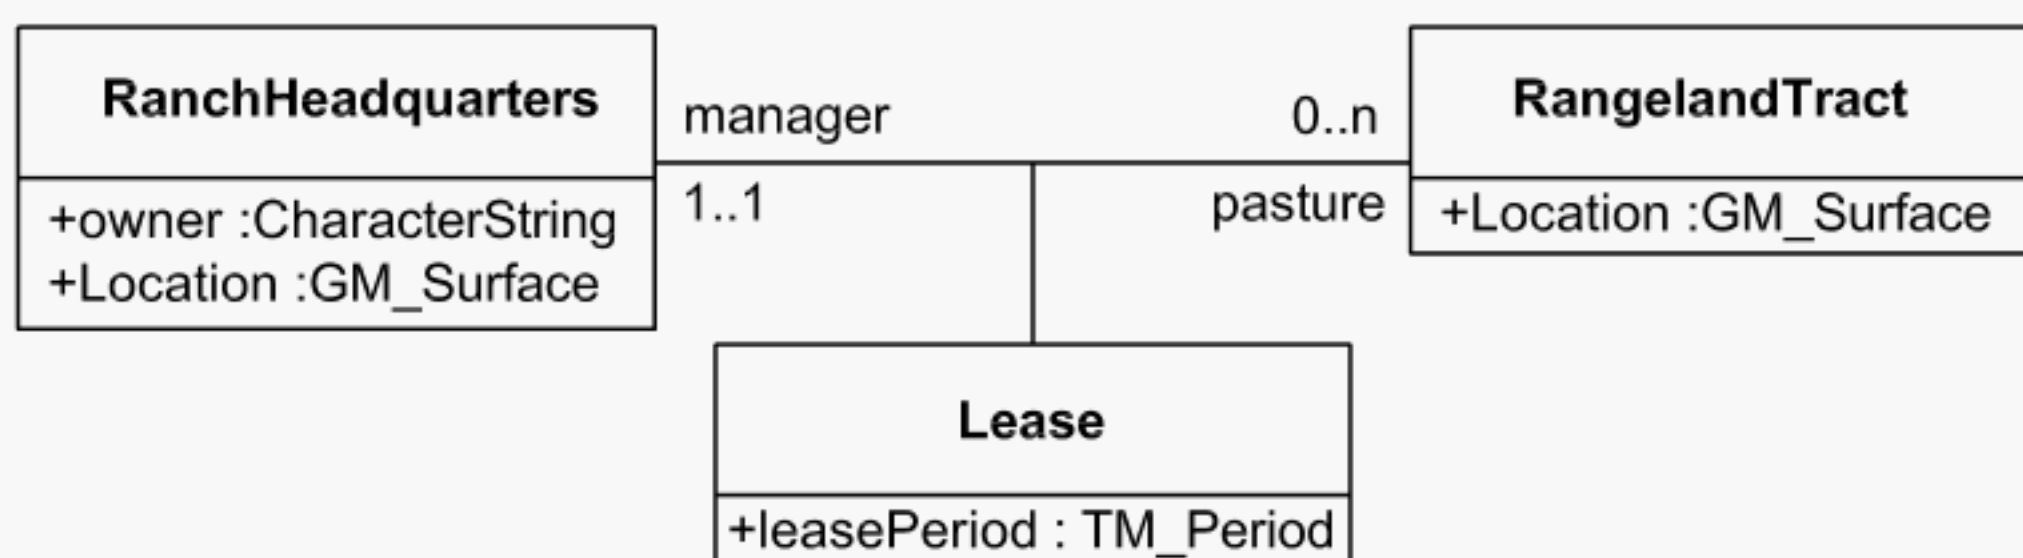 RanchHeadquarters
+owner :CharacterString
+Location :GM_Surface
manager
1..1
0..n
pasture
RangelandTract
+Location :GM_Surface
Lease
+leasePeriod : TM_Period